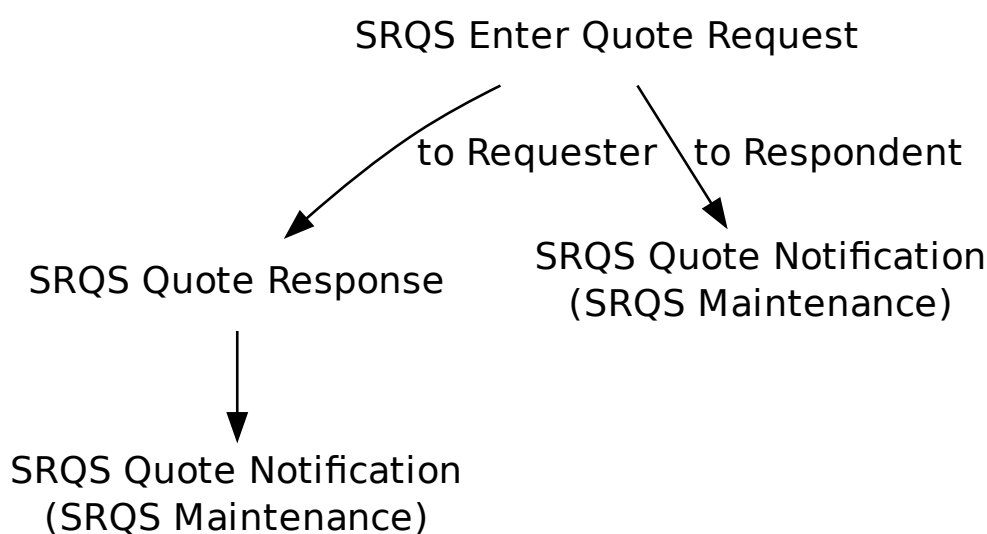 SRQS Enter Quote Request
to Requester
to Respondent
SRQS Quote Response
SRQS Quote Notification
(SRQS Maintenance)
SRQS Quote Notification
(SRQS Maintenance)